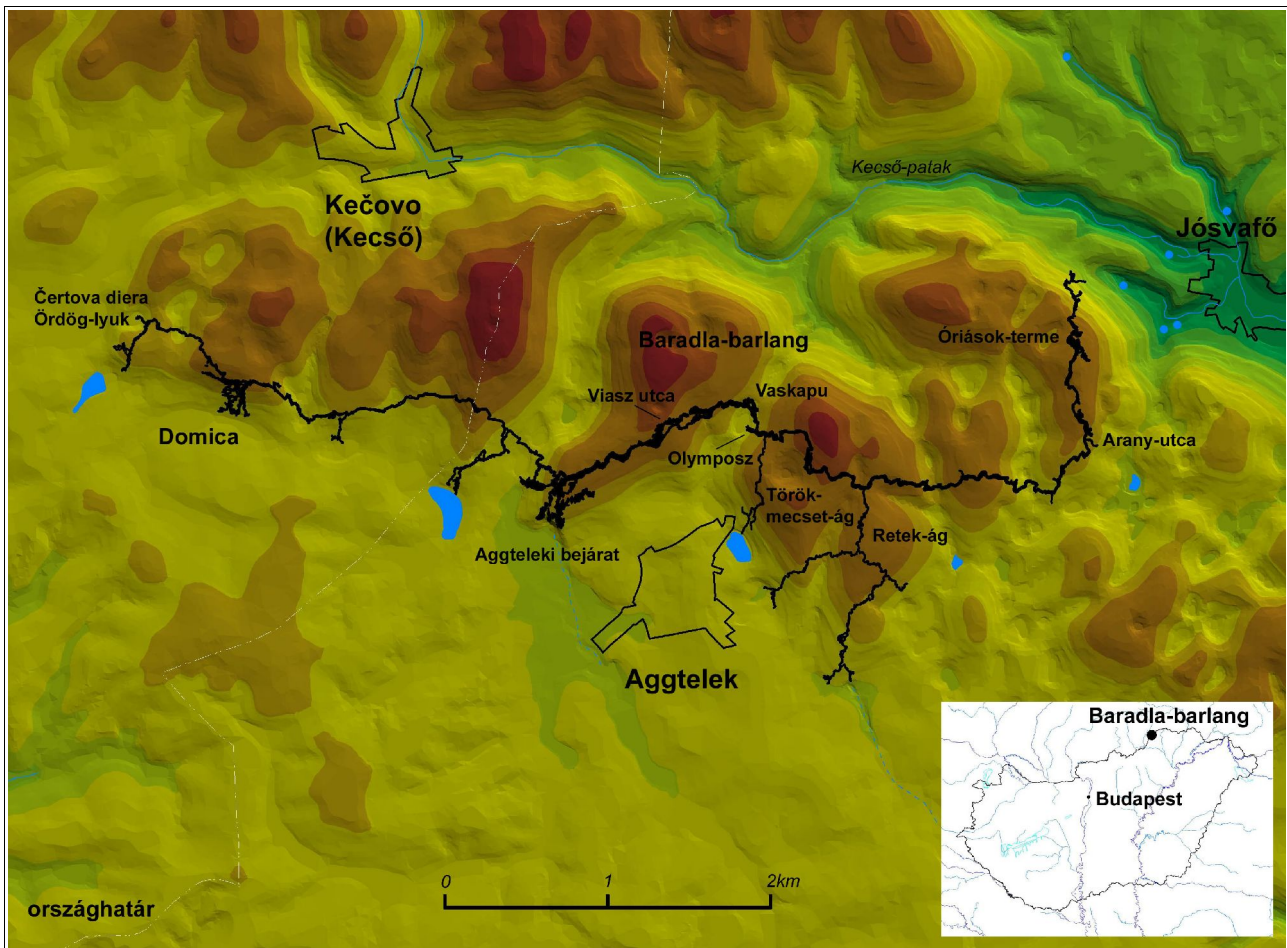 Kečovo
(Kecskő)
Kecső-patak
Jósvafő
Čertova diera
Ördög-lyuk
Baradla-barlang
Óriások-terme
Viasz utca
Vaskapu
Domica
Olymposz
Arany-utca
Török-
mecset-ág
Retek-ág
Aggteleki bejárat
Aggtelek
0
1
2km
országhatár
Baradla-barlang
Budapest